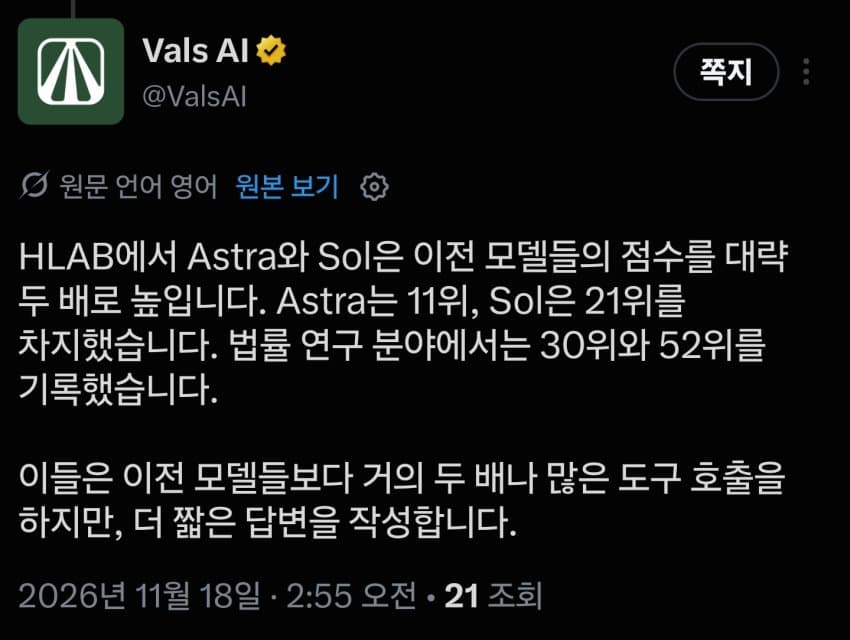 Vals AI
@ValsAI
쪽지
원문 언어 영어 원본 보기
HLAB에서 Astra와 Sol은 이전 모델들의 점수를 대략
두 배로 높입니다. Astra는 11위, Sol은 21위를
차지했습니다. 법률 연구 분야에서는 30위와 52위를
기록했습니다.
이들은 이전 모델들보다 거의 두 배나 많은 도구 호출을
하지만, 더 짧은 답변을 작성합니다.
2026년 11월 18일 · 2:55 오전 • 21 조회